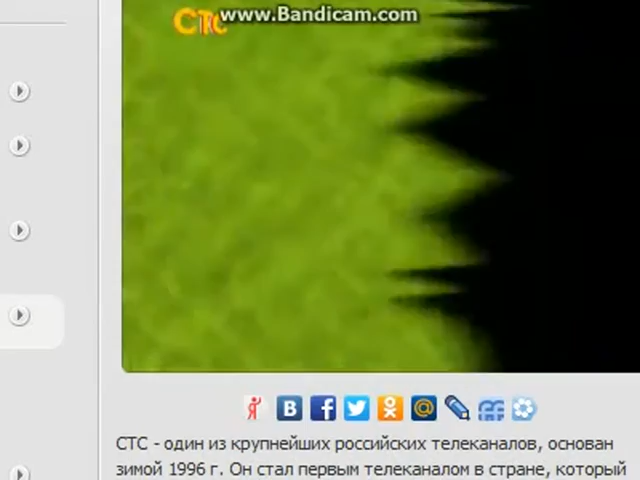 СТС www.Bandicam.com
СТС - один из крупнейших российских телеканалов, основан
зимой 1996 г. Он стал первым телеканалом в стране, который